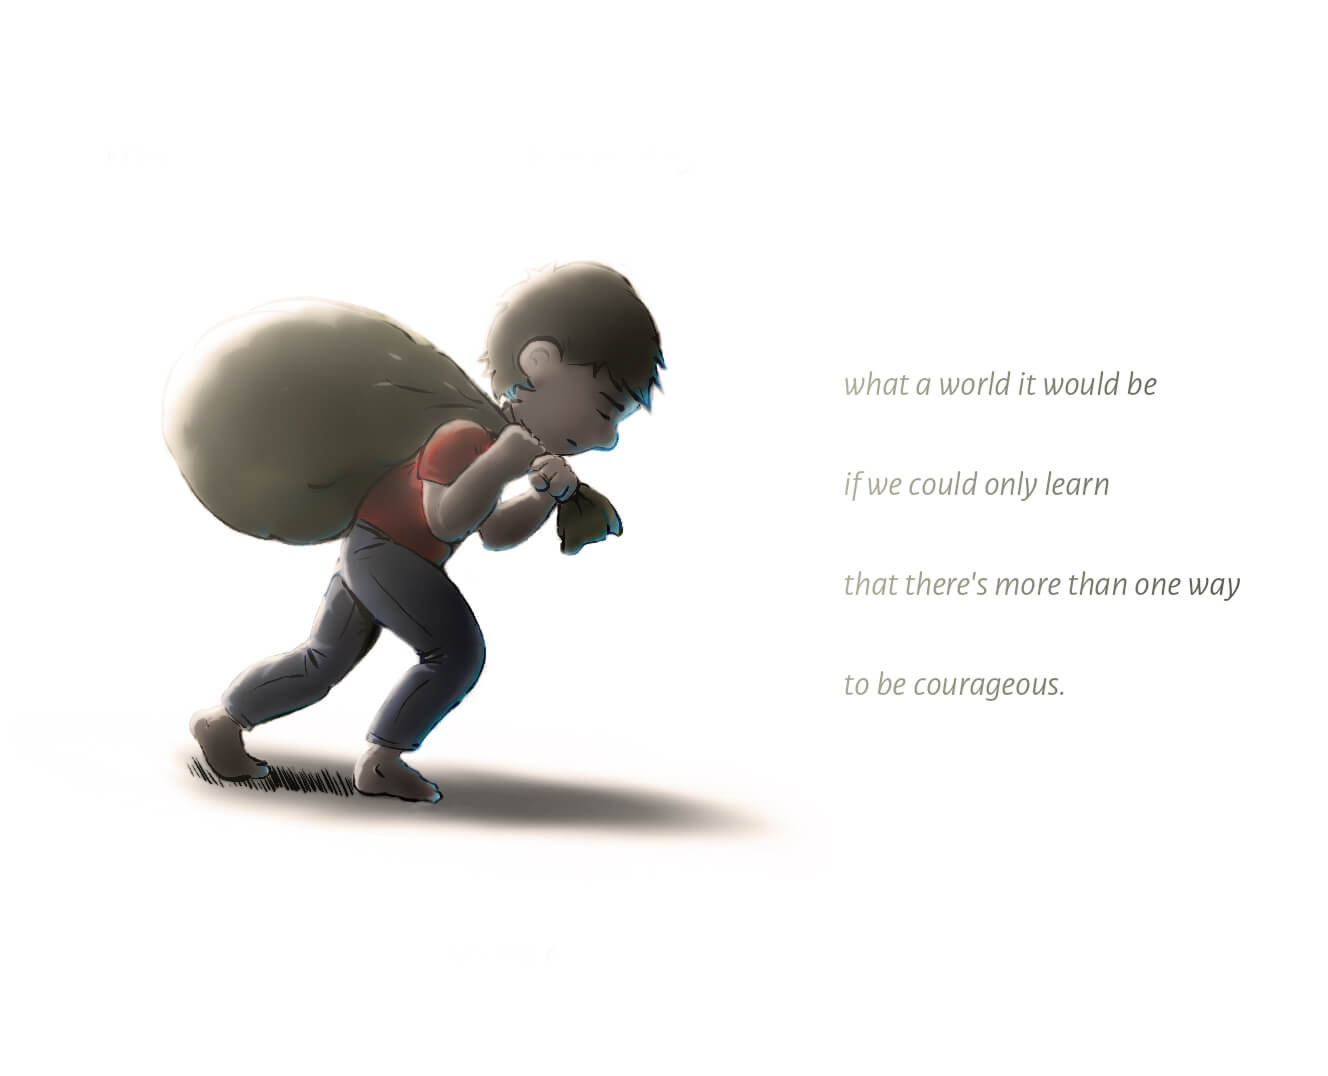 what a world it would be
if we could only learn
that there's more than one way
to be courageous.